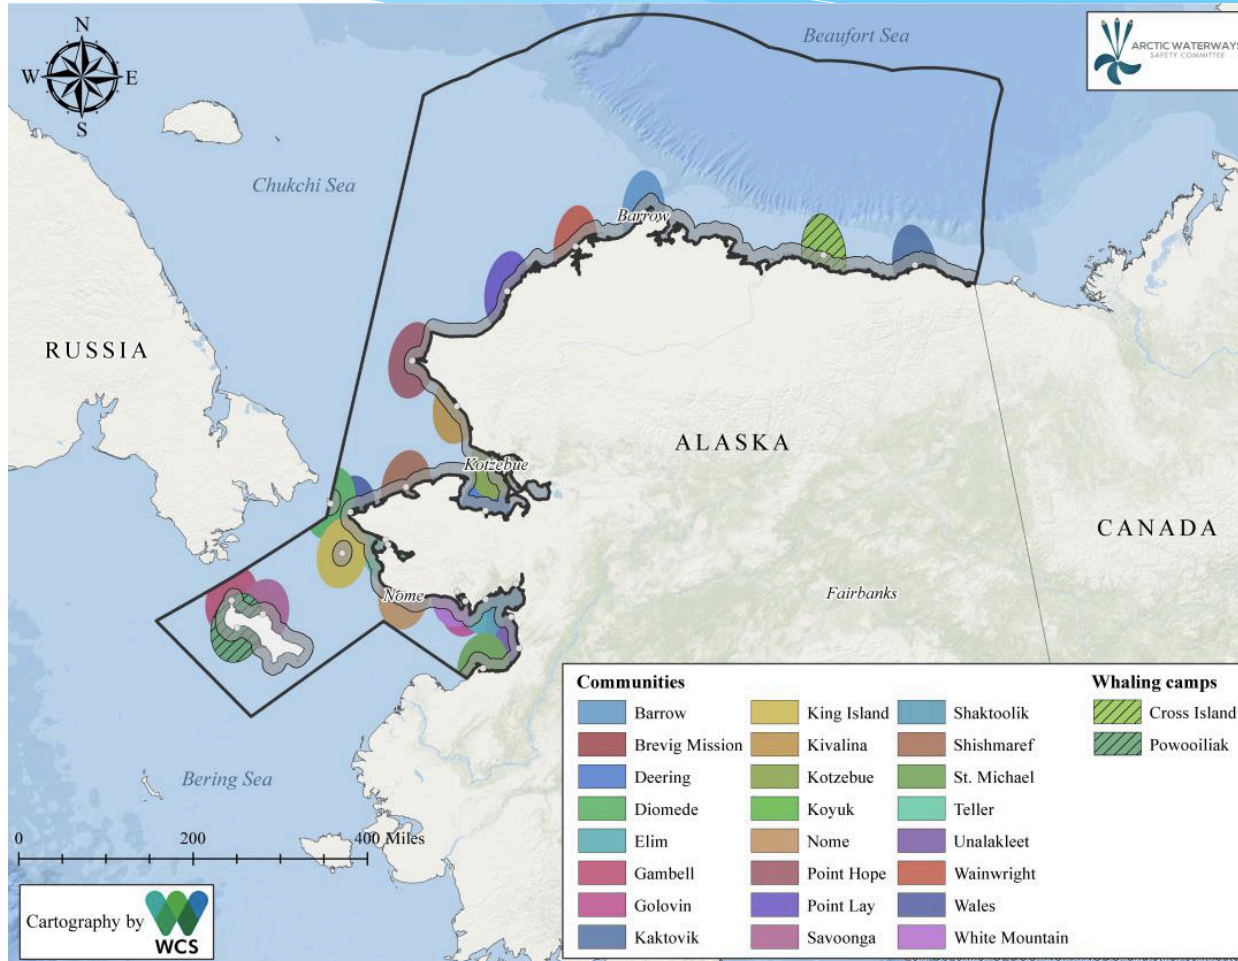 N
W E
S
Beaufort Sea
ARCTIC WATERWAYS
SAFETY COMMITTEE
Chukchi Sea
Barrow
RUSSIA
ALASKA
Kotzebue
CANADA
Nome
Fairbanks
Bering Sea
0 200 400 Miles
Cartography by
WCS
Communities
Barrow
Brevig Mission
Deering
Diomede
Elim
Gambell
Golovin
Kaktovik
King Island
Kivalina
Kotzebue
Koyuk
Nome
Point Hope
Point Lay
Savoonga
Shaktoolik
Shishmaref
St. Michael
Teller
Unalakleet
Wainwright
Wales
White Mountain
Whaling camps
Cross Island
Powooiliak